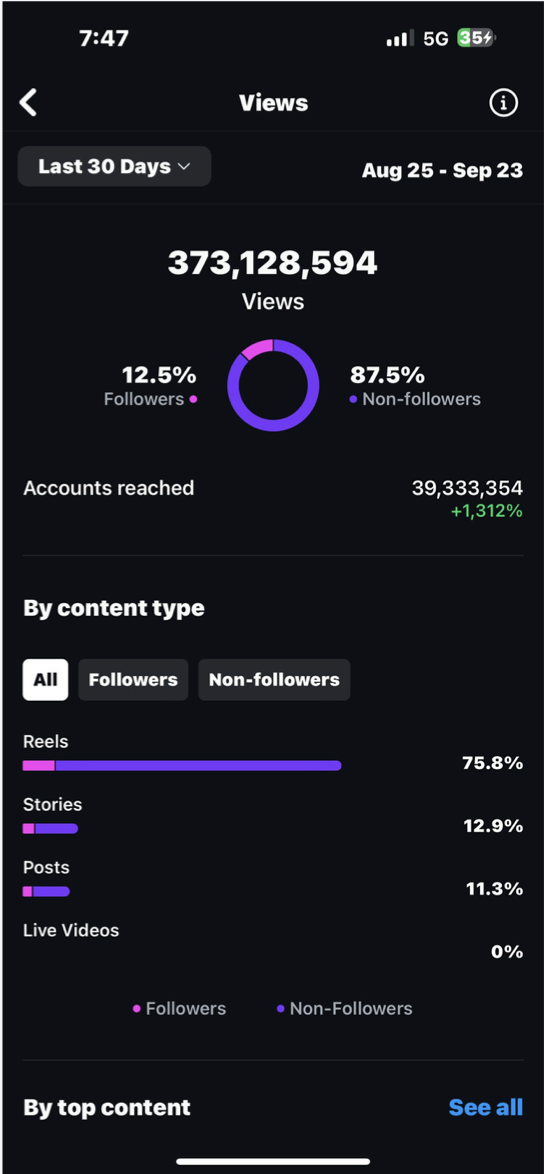 7:47
5G 35
Views
Last 30 Days
Aug 25 - Sep 23
373,128,594
Views
12.5%
Followers
87.5%
Non-followers
Accounts reached
39,333,354
+1,312%
By content type
All
Followers
Non-followers
Reels
75.8%
Stories
12.9%
Posts
11.3%
Live Videos
0%
Followers
Non-Followers
By top content
See all